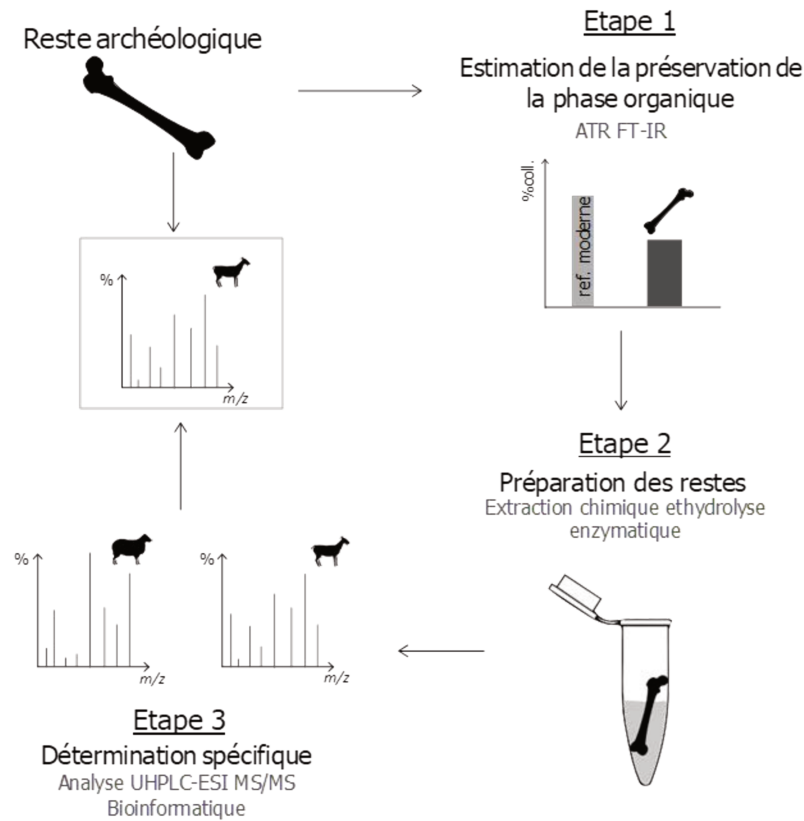 Reste archéologique
Etape 1
Estimation de la préservation de
la phase organique
ATR FT-IR
%coll.
ref. moderne
%
m/z
Etape 2
Préparation des restes
Extraction chimique ethydrolyse
enzymatique
%
m/z
%
m/z
Etape 3
Détermination spécifique
Analyse UHPLC-ESI MS/MS
Bioinformatique